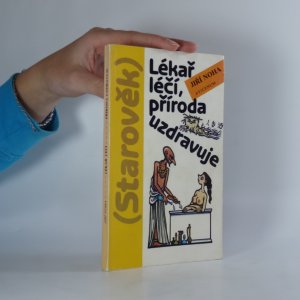 (Starověk)
Lékař
léčí,
příroda
uzdravuje
JIŘÍ NOHA